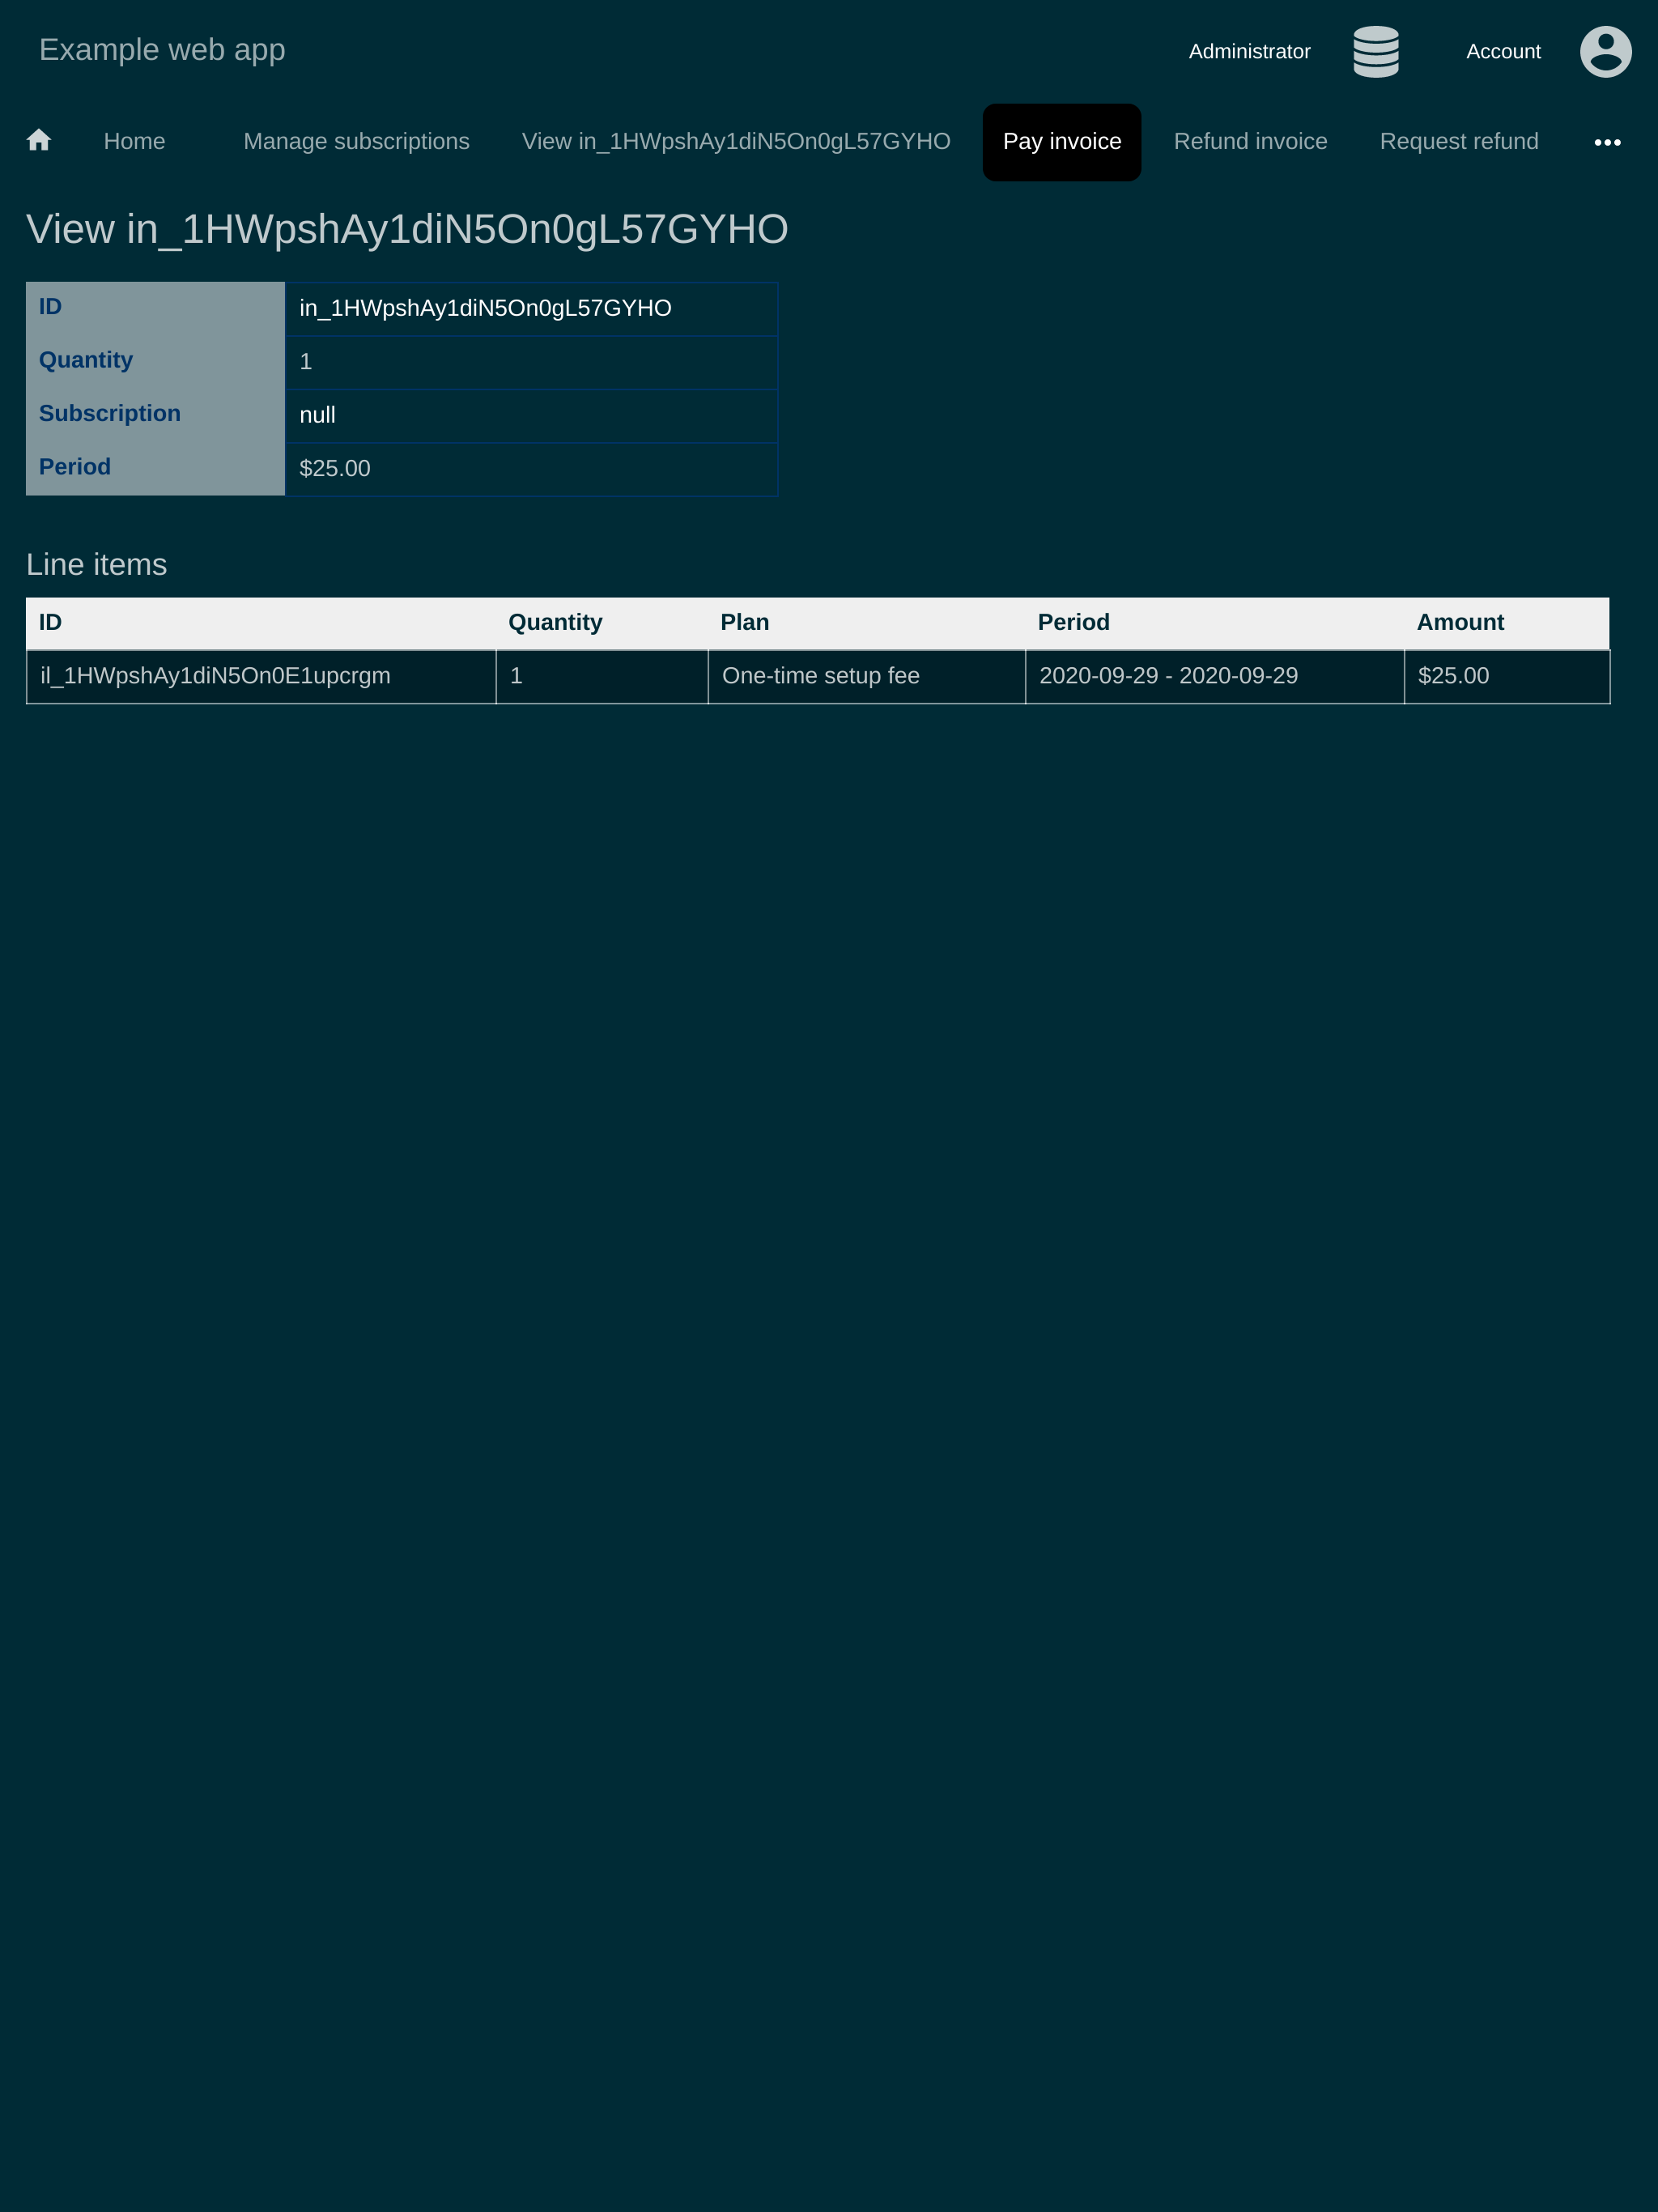 Example web app
Administrator
Account
Home
Manage subscriptions
View in_1HWpshAy1diN5On0gL57GYHO
Pay invoice
Refund invoice
Request refund
View in_1HWpshAy1diN5On0gL57GYHO
ID in_1HWpshAy1diN5On0gL57GYHO
Quantity 1
Subscription null
Period $25.00
Line items
ID Quantity Plan Period Amount
il_1HWpshAy1diN5On0E1upcrgm 1 One-time setup fee 2020-09-29 - 2020-09-29 $25.00